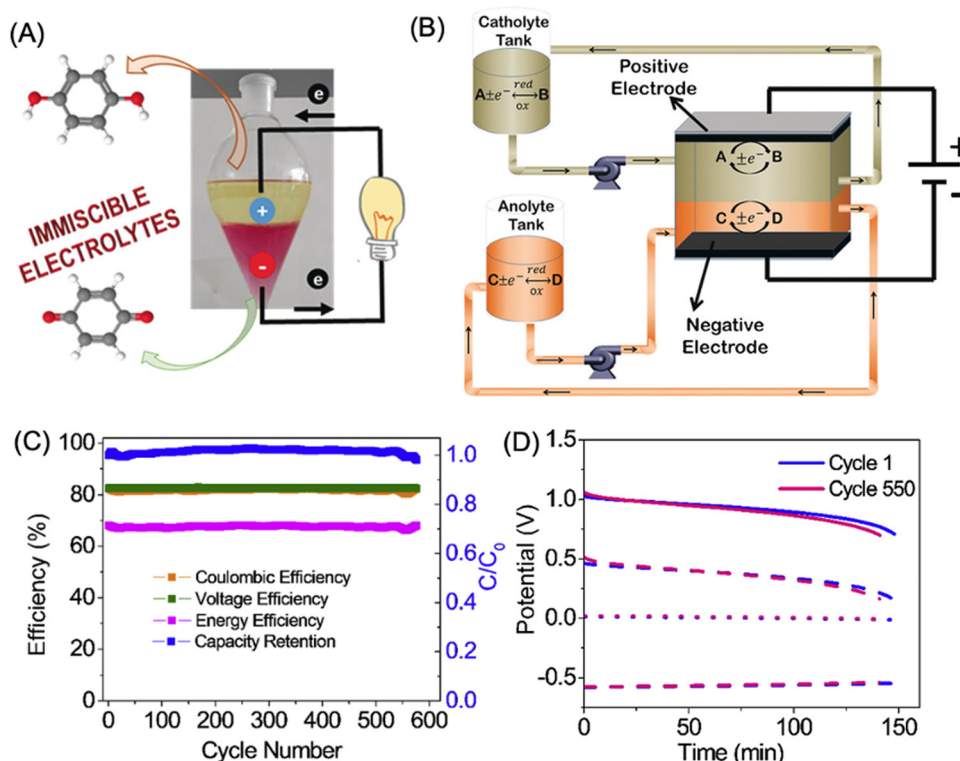 (A)
IMMISCIBLE
ELECTROLYTES
e
+
-
e
(B)
Catholyte
Tank
A±e⁻ red ⟷ ox B
Positive
Electrode
A ±e⁻ B
C ±e⁻ D
+
-
Anolyte
Tank
C±e⁻ red ⟷ ox D
Negative
Electrode
(C)
Efficiency (%)
100
80
60
40
20
0
0 100 200 300 400 500 600
Cycle Number
1.0
0.8
0.6
0.4
0.2
0.0
C/C₀
Coulombic Efficiency
Voltage Efficiency
Energy Efficiency
Capacity Retention
(D)
Potential (V)
1.5
1.0
0.5
0.0
-0.5
0 50 100 150
Time (min)
Cycle 1
Cycle 550